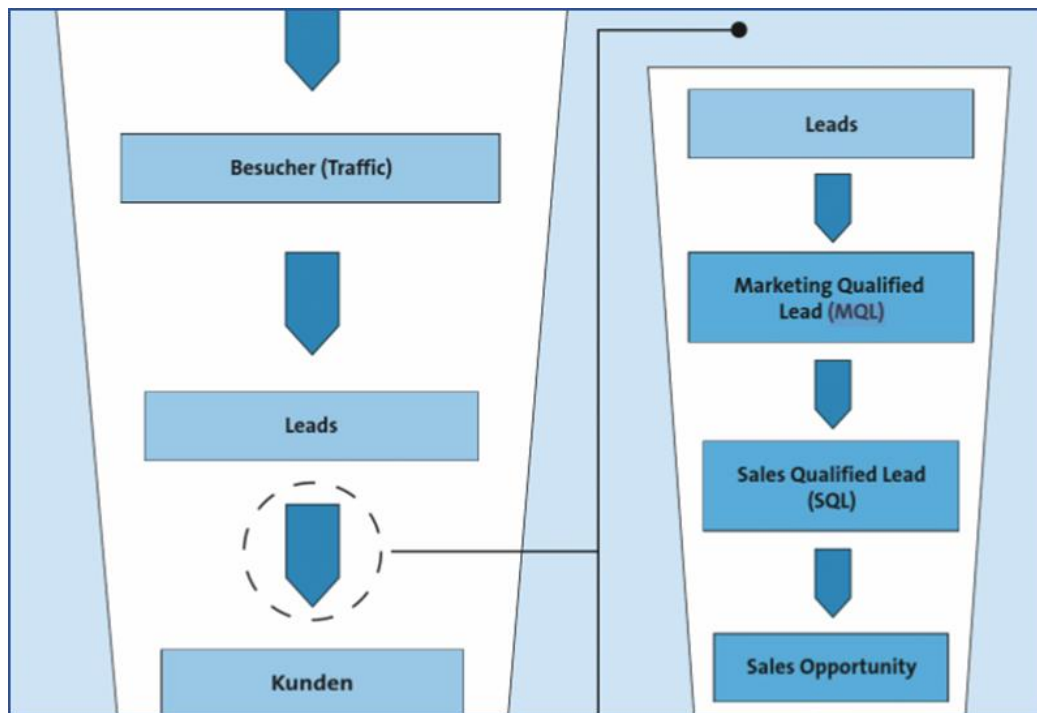 Besucher (Traffic)
Leads
Kunden
Leads
Marketing Qualified
Lead (MQL)
Sales Qualified Lead
(SQL)
Sales Opportunity